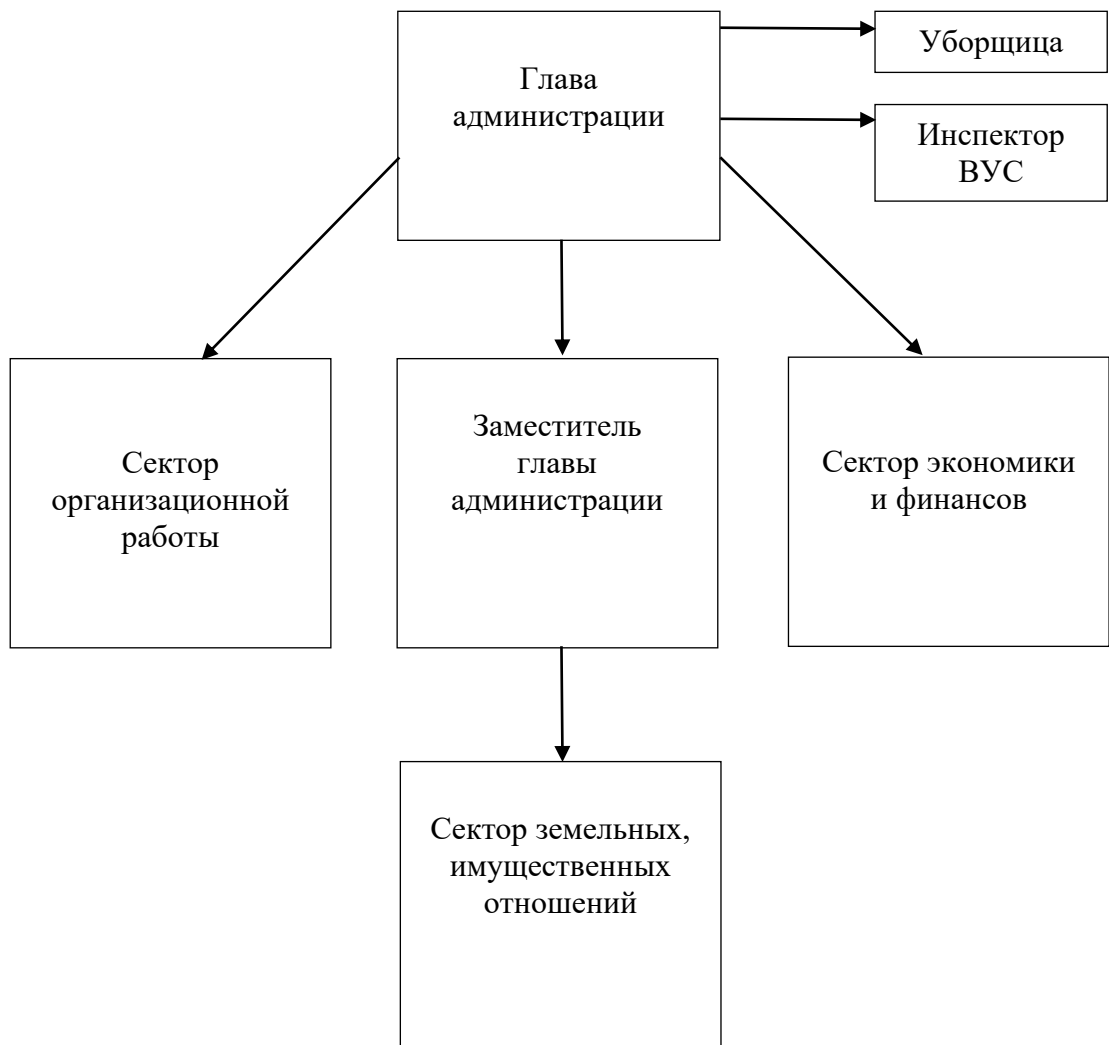 Глава
администрации
Уборщица
Инспектор
ВУС
Сектор
организационной
работы
Заместитель
главы
администрации
Сектор экономики
и финансов
Сектор земельных,
имущественных
отношений